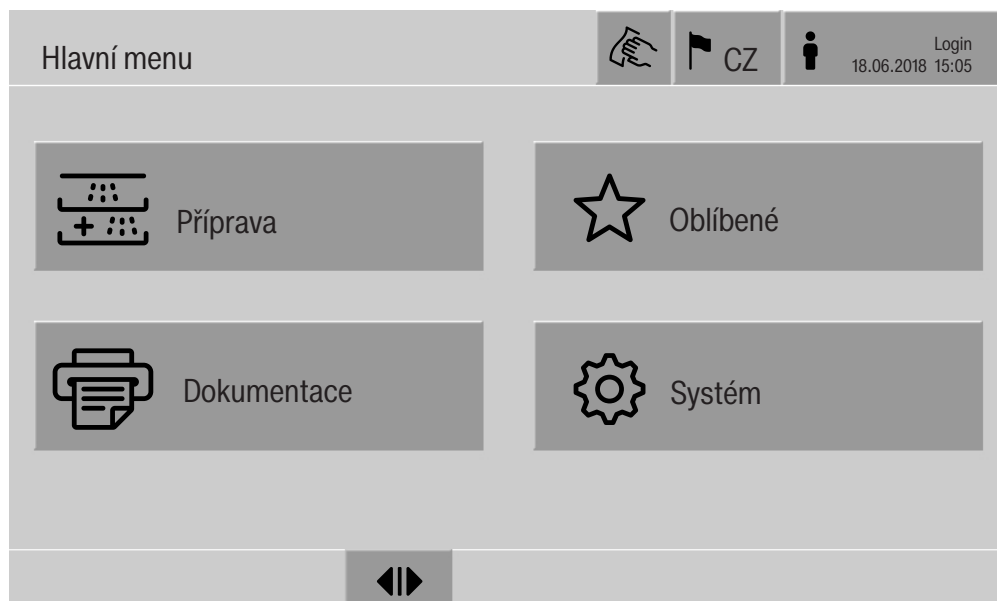 Hlavní menu
CZ
Login
18.06.2018 15:05
Příprava
Oblíbené
Dokumentace
Systém